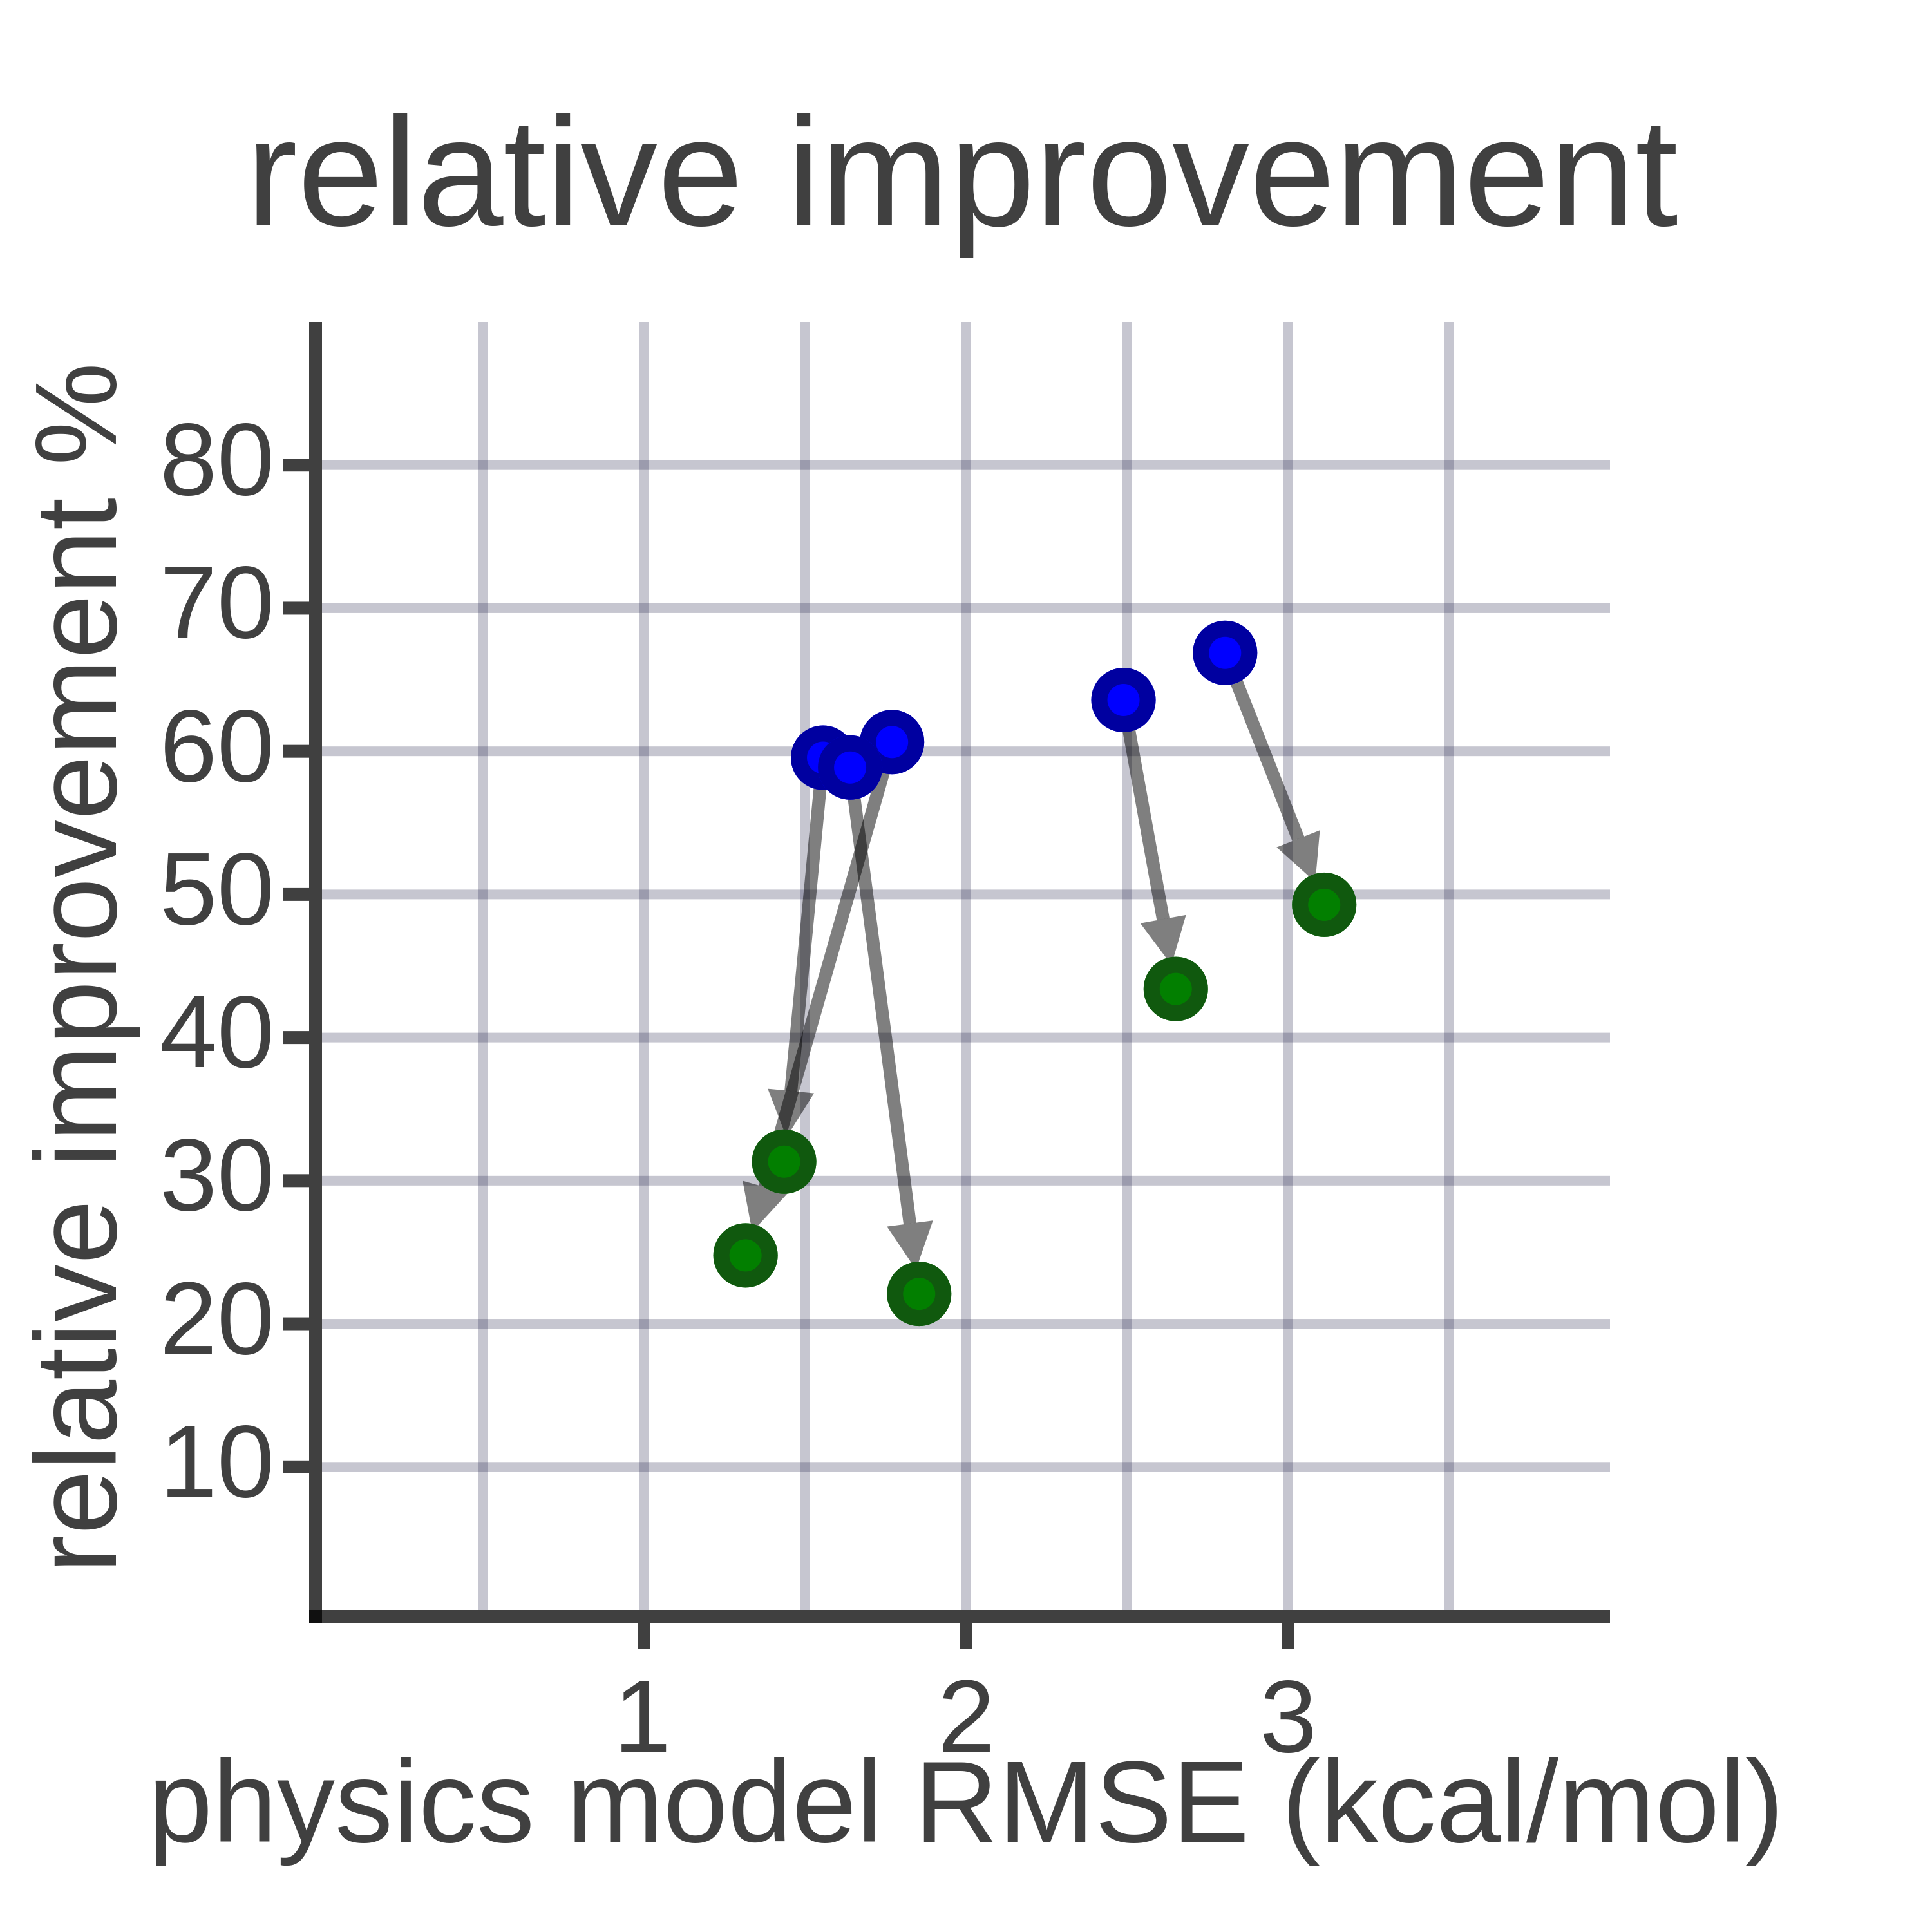 relative improvement
relative improvement %
80
70
60
50
40
30
20
10
1 2 3
physics model RMSE (kcal/mol)